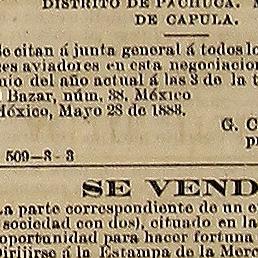 DISTRITO DE PACHUCA.
DE CAPULA.
Se citan á junta general á todos lo
res aviadores en esta negociacion
nio del año actual á las 3 de la t
Bazar, núm. 38, México
México, Mayo 28 de 1888.
G. C
p
509—8-3
SE VEND
La parte correspondiente de un e
sociedad con dos), situado en la
oportunidad para hacer fortuna
Dirijirse á la Estampa de la Merc